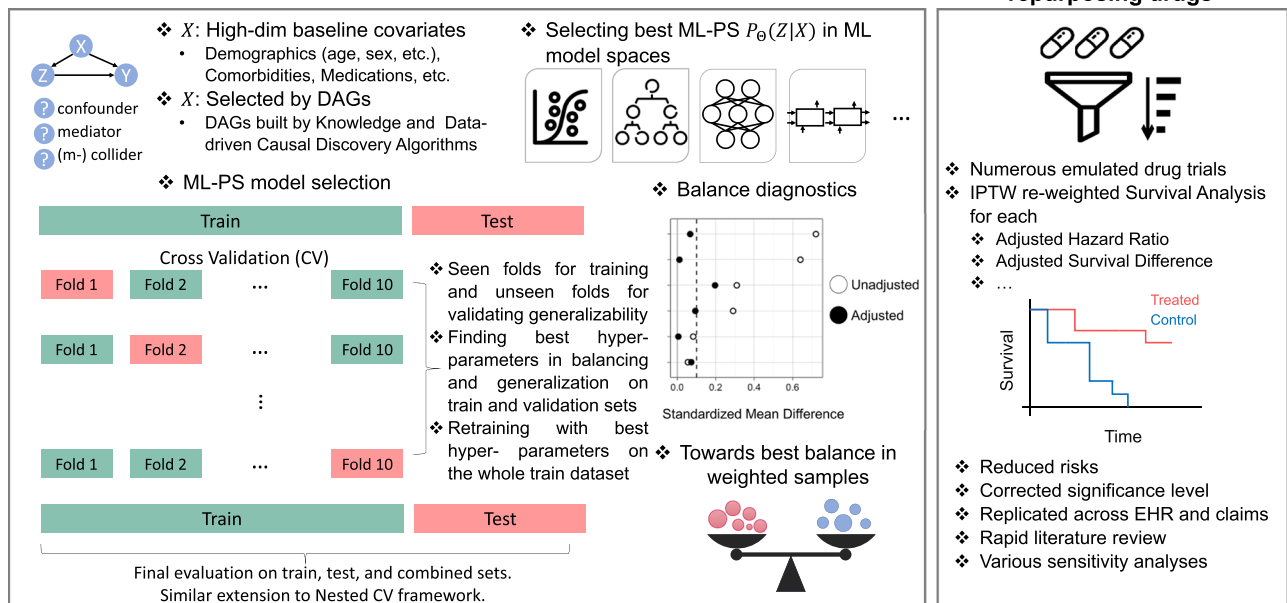 repurposing drugs
X
Z
Y
? confounder
? mediator
? (m-) collider
❖ X: High-dim baseline covariates
• Demographics (age, sex, etc.),
Comorbidities, Medications, etc.
❖ X: Selected by DAGs
• DAGs built by Knowledge and Data-
driven Causal Discovery Algorithms
❖ Selecting best ML-PS P_Θ(Z|X) in ML
model spaces
...
❖ ML-PS model selection
Train
Test
Cross Validation (CV)
Fold 1
Fold 2
...
Fold 10
Fold 1
Fold 2
...
Fold 10
⋮
Fold 1
Fold 2
...
Fold 10
❖ Seen folds for training
and unseen folds for
validating generalizability
❖ Finding best hyper-
parameters in balancing
and generalization on
train and validation sets
❖ Retraining with best
hyper- parameters on
the whole train dataset
Train
Test
Final evaluation on train, test, and combined sets.
Similar extension to Nested CV framework.
❖ Balance diagnostics
Unadjusted
Adjusted
0.0
0.2
0.4
0.6
Standardized Mean Difference
❖ Towards best balance in
weighted samples
❖ Numerous emulated drug trials
❖ IPTW re-weighted Survival Analysis
for each
❖ Adjusted Hazard Ratio
❖ Adjusted Survival Difference
❖ …
Treated
Control
Survival
Time
❖ Reduced risks
❖ Corrected significance level
❖ Replicated across EHR and claims
❖ Rapid literature review
❖ Various sensitivity analyses